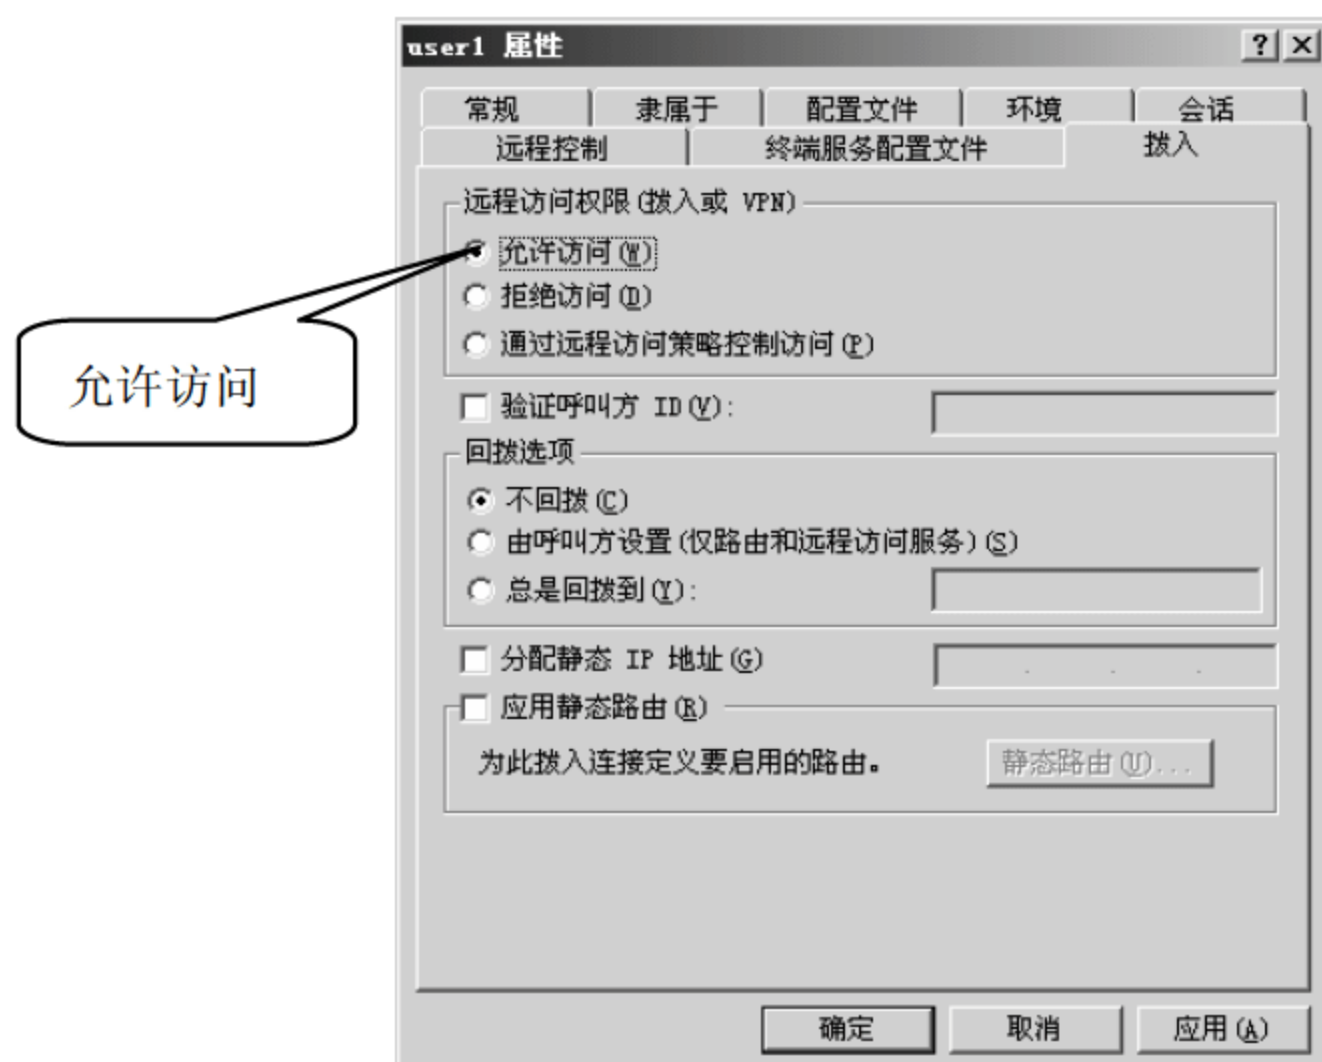 user1 属性
常规 隶属于 配置文件 环境 会话
远程控制 终端服务配置文件 拨入
远程访问权限(拨入或 VPN)
允许访问(W)
拒绝访问(D)
通过远程访问策略控制访问(P)
允许访问
验证呼叫方 ID(V):
回拨选项
不回拨(C)
由呼叫方设置(仅路由和远程访问服务)(S)
总是回拨到(Y):
分配静态 IP 地址(G)
应用静态路由(R)
为此拨入连接定义要启用的路由。 静态路由(U)...
确定 取消 应用(A)